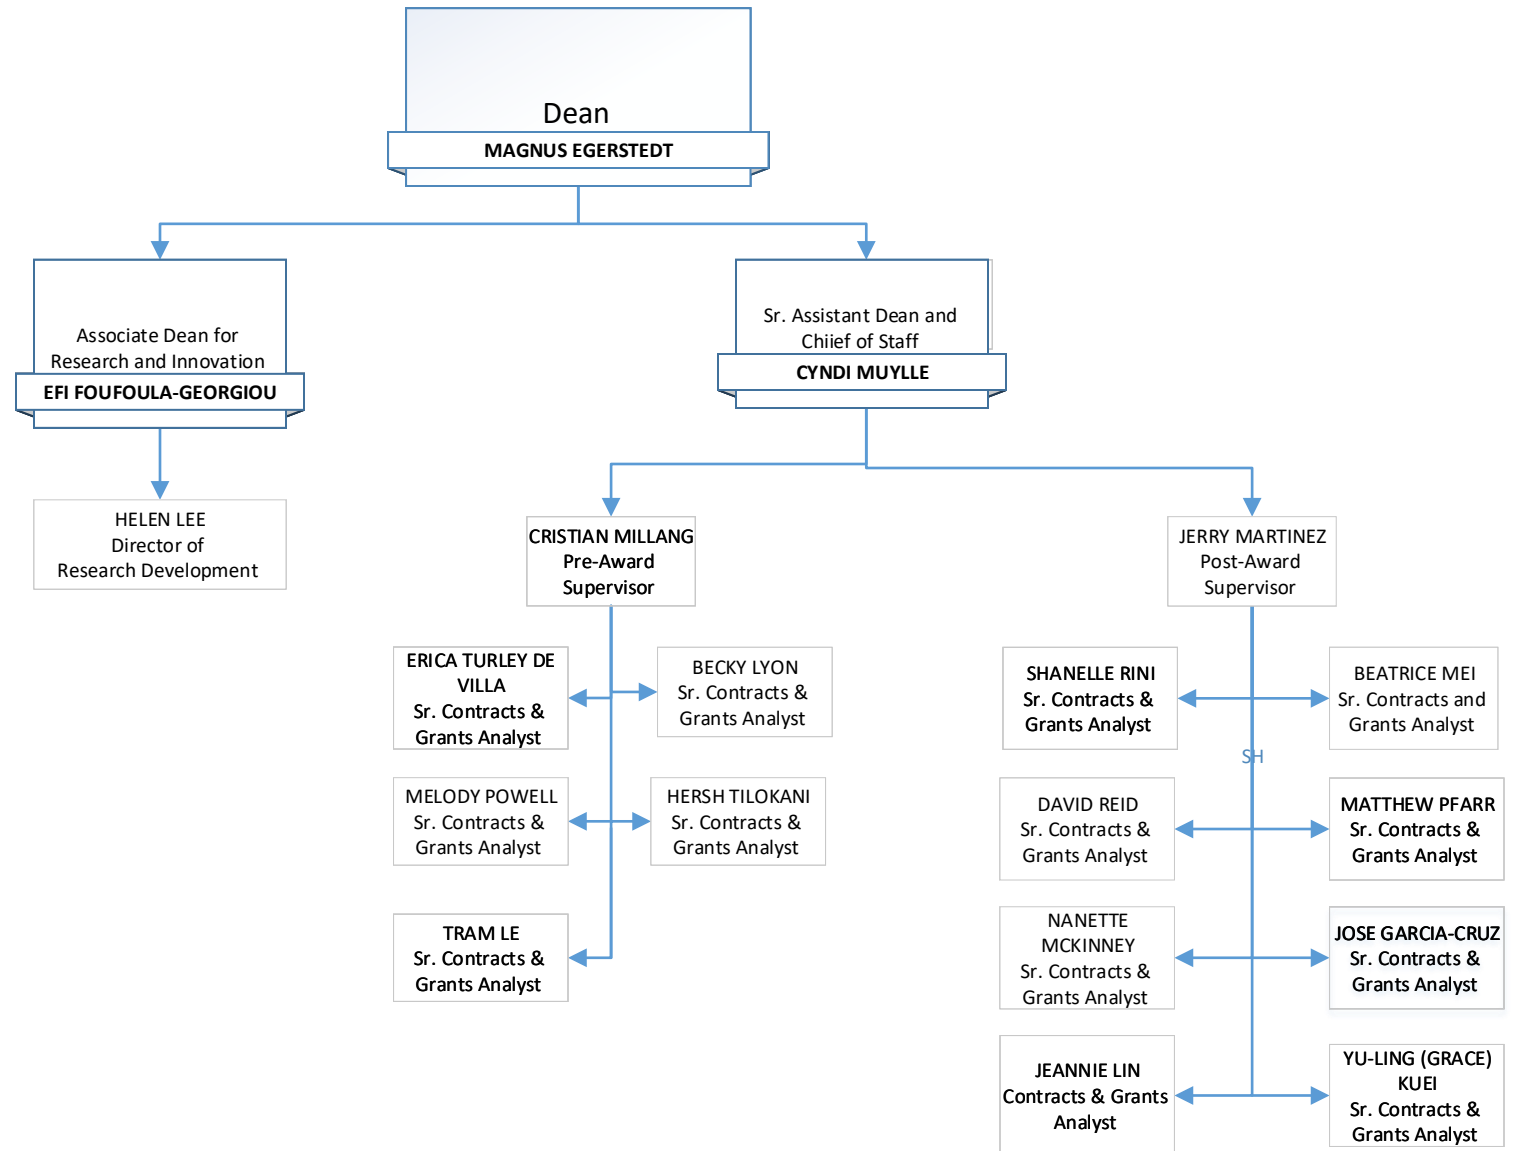 Dean
MAGNUS EGERSTEDT
Associate Dean for
Research and Innovation
EFI FOUFOULA-GEORGIOU
Sr. Assistant Dean and
Chiief of Staff
CYNDI MUYLLE
HELEN LEE
Director of
Research Development
CRISTIAN MILLANG
Pre-Award
Supervisor
JERRY MARTINEZ
Post-Award
Supervisor
ERICA TURLEY DE
VILLA
Sr. Contracts &
Grants Analyst
BECKY LYON
Sr. Contracts &
Grants Analyst
MELODY POWELL
Sr. Contracts &
Grants Analyst
HERSH TILOKANI
Sr. Contracts &
Grants Analyst
TRAM LE
Sr. Contracts &
Grants Analyst
SHANELLE RINI
Sr. Contracts &
Grants Analyst
BEATRICE MEI
Sr. Contracts and
Grants Analyst
SH
DAVID REID
Sr. Contracts &
Grants Analyst
MATTHEW PFARR
Sr. Contracts &
Grants Analyst
NANETTE
MCKINNEY
Sr. Contracts &
Grants Analyst
JOSE GARCIA-CRUZ
Sr. Contracts &
Grants Analyst
JEANNIE LIN
Contracts & Grants
Analyst
YU-LING (GRACE)
KUEI
Sr. Contracts &
Grants Analyst